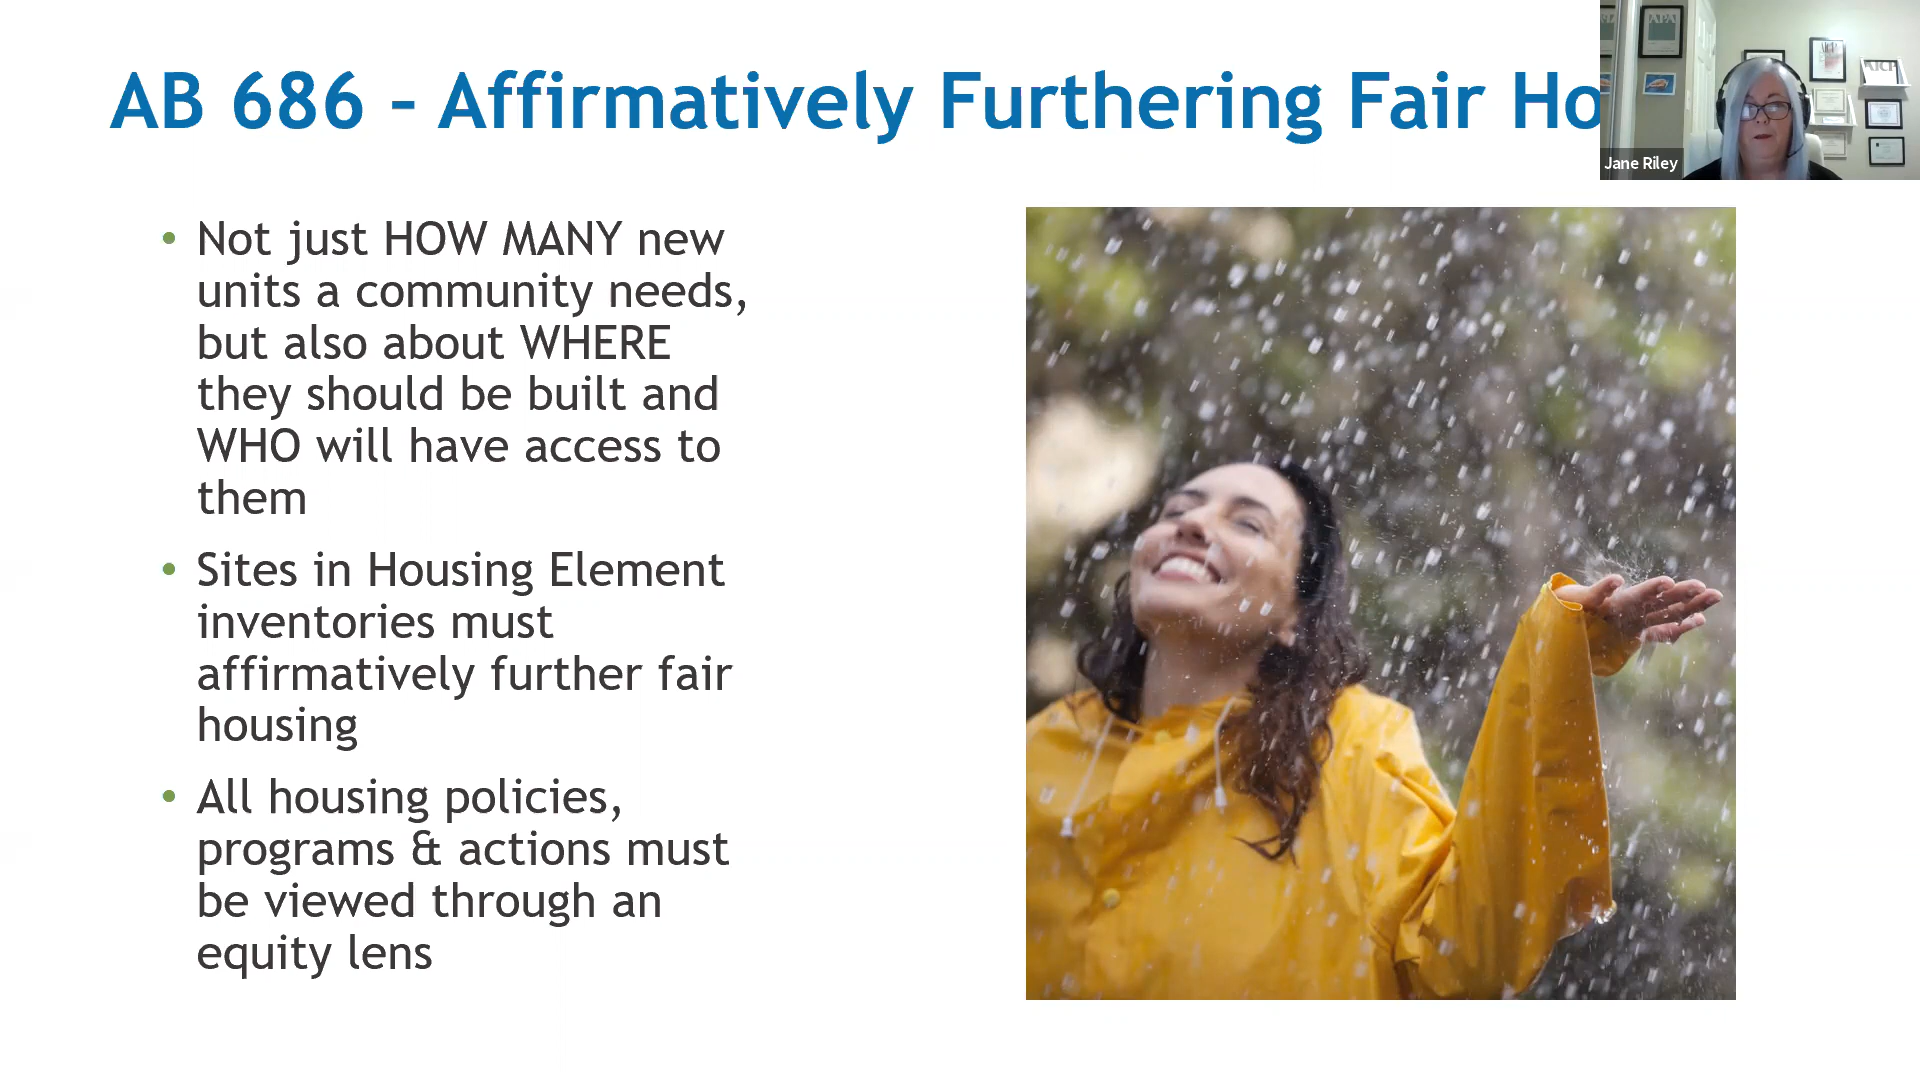 AB 686 – Affirmatively Furthering Fair Ho
APA
AICP
Jane Riley
• Not just HOW MANY new
units a community needs,
but also about WHERE
they should be built and
WHO will have access to
them
• Sites in Housing Element
inventories must
affirmatively further fair
housing
• All housing policies,
programs & actions must
be viewed through an
equity lens